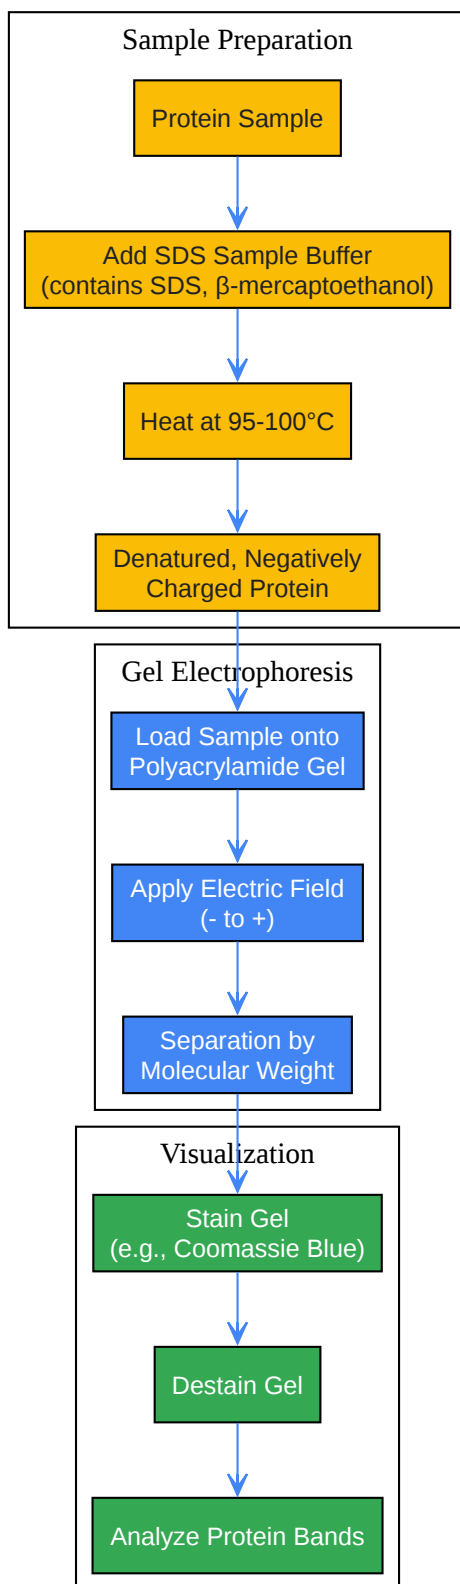 Sample Preparation
Protein Sample
Add SDS Sample Buffer
(contains SDS, β-mercaptoethanol)
Heat at 95-100°C
Denatured, Negatively
Charged Protein
Gel Electrophoresis
Load Sample onto
Polyacrylamide Gel
Apply Electric Field
(- to +)
Separation by
Molecular Weight
Visualization
Stain Gel
(e.g., Coomassie Blue)
Destain Gel
Analyze Protein Bands